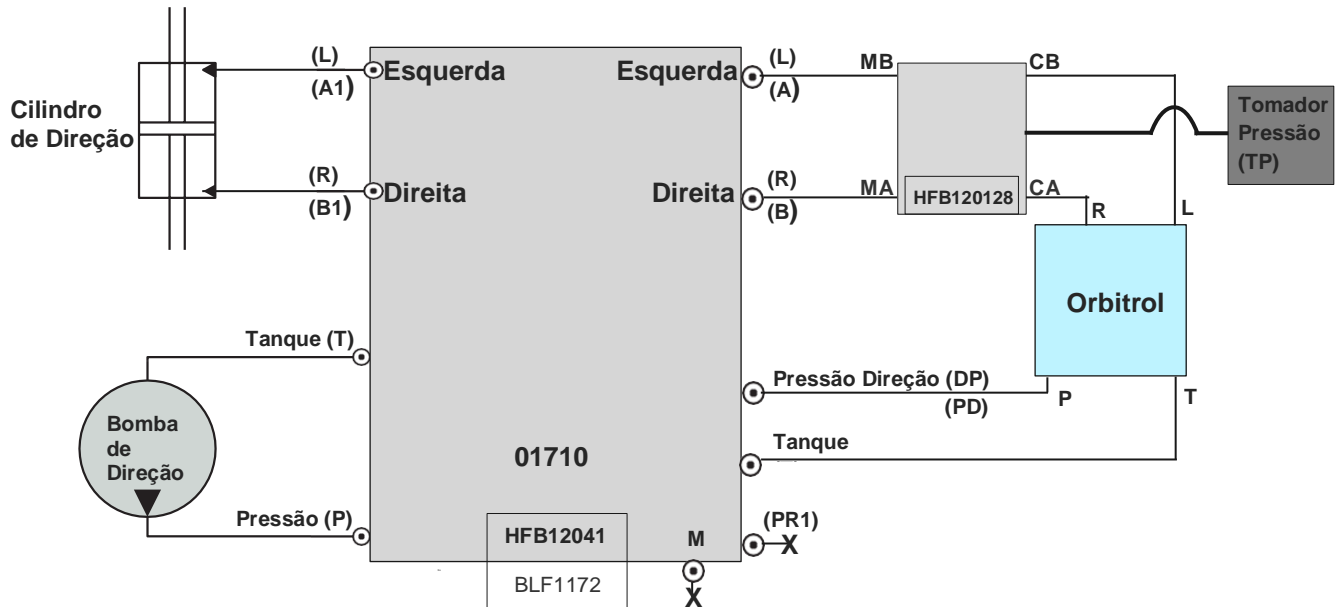 Cilindro
de Direção
(L)
(A1)
(R)
(B1)
Esquerda
Direita
Esquerda
Direita
(L)
(A)
(R)
(B)
MB
CB
MA
CA
HFB120128
Tomador
Pressão
(TP)
R
L
Orbitrol
P
T
Tanque (T)
Bomba
de
Direção
Pressão (P)
Pressão Direção (DP)
(PD)
Tanque
01710
(PR1)
X
HFB12041
BLF1172
M
X